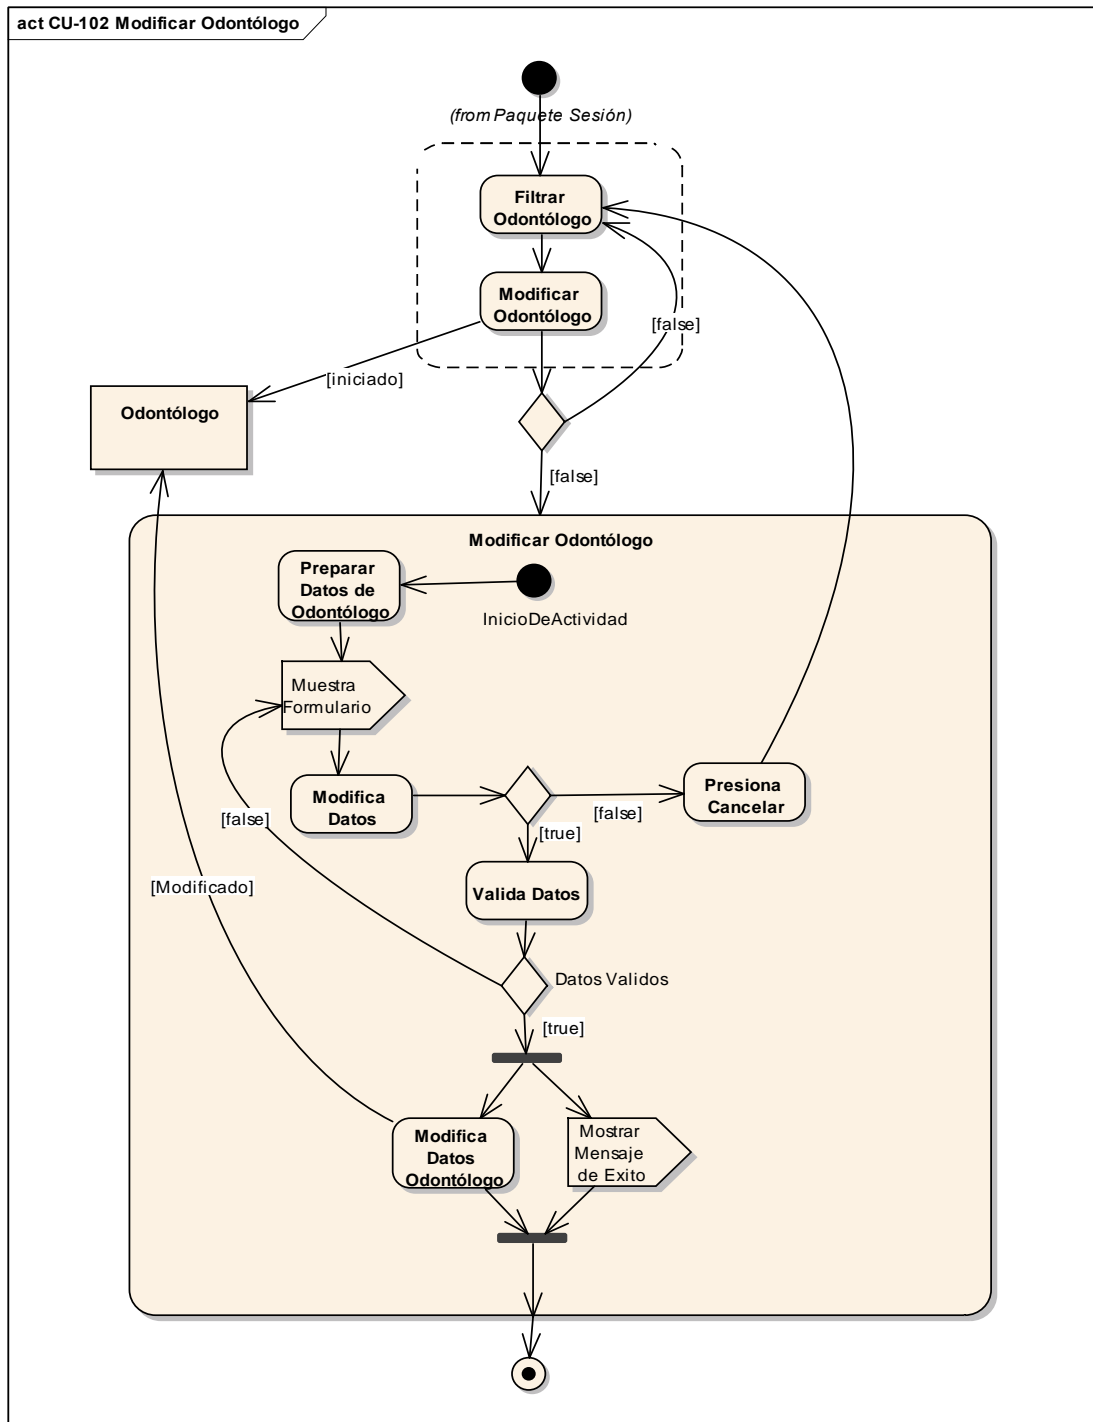 act CU-102 Modificar Odontólogo
(from Paquete Sesión)
Filtrar
Odontólogo
Modificar
Odontólogo
[false]
[iniciado]
Odontólogo
[false]
Modificar Odontólogo
Preparar
Datos de
Odontólogo
InicioDeActividad
Muestra
Formulario
Modifica
Datos
Presiona
Cancelar
[false]
[false]
[true]
[Modificado]
Valida Datos
Datos Validos
[true]
Modifica
Datos
Odontólogo
Mostrar
Mensaje
de Exito